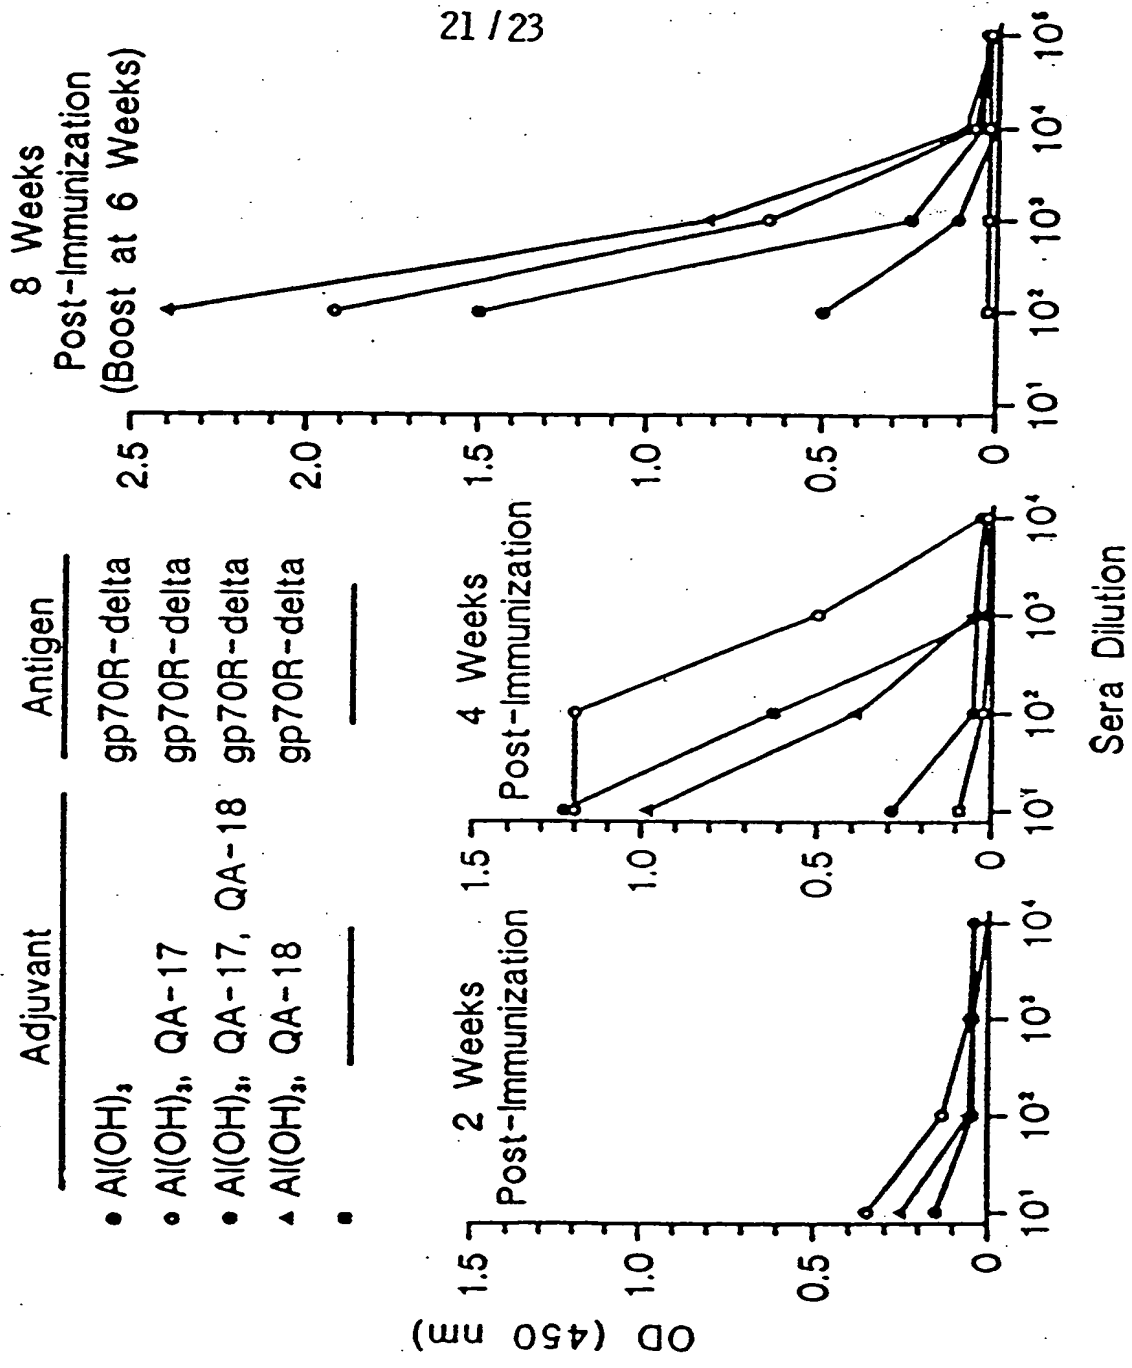 21 / 23
Adjuvant Antigen
Al(OH)₃ gp70R-delta
Al(OH)₃, QA-17 gp70R-delta
Al(OH)₃, QA-17, QA-18 gp70R-delta
Al(OH)₃, QA-18 gp70R-delta
OD (450 nm)
2 Weeks
Post-Immunization
1.5
1.0
0.5
0
10¹ 10² 10³ 10⁴
4 Weeks
Post-Immunization
1.5
1.0
0.5
0
10¹ 10² 10³ 10⁴
8 Weeks
Post-Immunization
(Boost at 6 Weeks)
2.5
2.0
1.5
1.0
0.5
0
10¹ 10² 10³ 10⁴ 10⁵
Sera Dilution